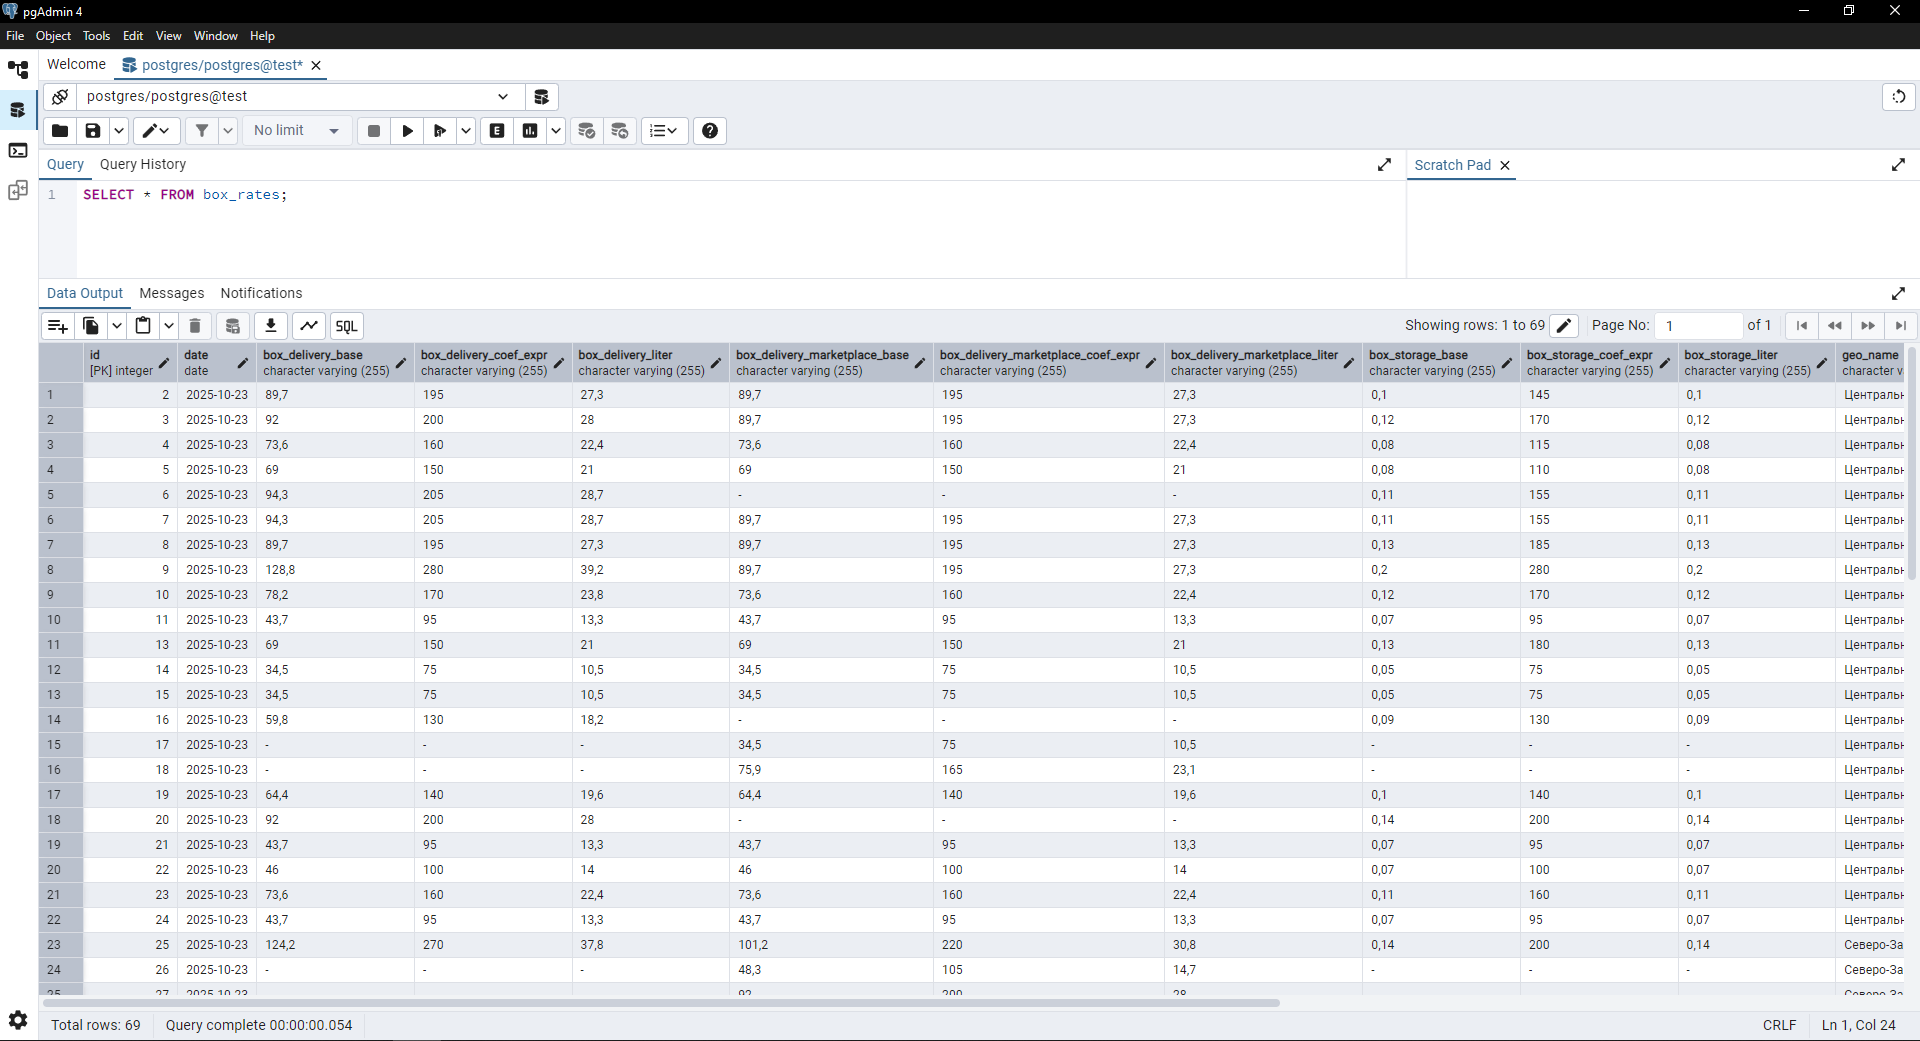 pgAdmin 4
File Object Tools Edit View Window Help
Welcome postgres/postgres@test*
postgres/postgres@test
No limit
Query Query History Scratch Pad
1 SELECT * FROM box_rates;
Data Output Messages Notifications
SQL Showing rows: 1 to 69 Page No: 1 of 1
id date box_delivery_base box_delivery_coef_expr box_delivery_liter box_delivery_marketplace_base box_delivery_marketplace_coef_expr box_delivery_marketplace_liter box_storage_base box_storage_coef_expr box_storage_liter geo_name
[PK] integer date character varying (255) character varying (255) character varying (255) character varying (255) character varying (255) character varying (255) character varying (255) character varying (255) character varying (255) character v
1 2 2025-10-23 89,7 195 27,3 89,7 195 27,3 0,1 145 0,1 Центральн
2 3 2025-10-23 92 200 28 89,7 195 27,3 0,12 170 0,12 Центральн
3 4 2025-10-23 73,6 160 22,4 73,6 160 22,4 0,08 115 0,08 Центральн
4 5 2025-10-23 69 150 21 69 150 21 0,08 110 0,08 Центральн
5 6 2025-10-23 94,3 205 28,7 - - - 0,11 155 0,11 Центральн
6 7 2025-10-23 94,3 205 28,7 89,7 195 27,3 0,11 155 0,11 Центральн
7 8 2025-10-23 89,7 195 27,3 89,7 195 27,3 0,13 185 0,13 Центральн
8 9 2025-10-23 128,8 280 39,2 89,7 195 27,3 0,2 280 0,2 Центральн
9 10 2025-10-23 78,2 170 23,8 73,6 160 22,4 0,12 170 0,12 Центральн
10 11 2025-10-23 43,7 95 13,3 43,7 95 13,3 0,07 95 0,07 Центральн
11 13 2025-10-23 69 150 21 69 150 21 0,13 180 0,13 Центральн
12 14 2025-10-23 34,5 75 10,5 34,5 75 10,5 0,05 75 0,05 Центральн
13 15 2025-10-23 34,5 75 10,5 34,5 75 10,5 0,05 75 0,05 Центральн
14 16 2025-10-23 59,8 130 18,2 - - - 0,09 130 0,09 Центральн
15 17 2025-10-23 - - - 34,5 75 10,5 - - - Центральн
16 18 2025-10-23 - - - 75,9 165 23,1 - - - Центральн
17 19 2025-10-23 64,4 140 19,6 64,4 140 19,6 0,1 140 0,1 Центральн
18 20 2025-10-23 92 200 28 - - - 0,14 200 0,14 Центральн
19 21 2025-10-23 43,7 95 13,3 43,7 95 13,3 0,07 95 0,07 Центральн
20 22 2025-10-23 46 100 14 46 100 14 0,07 100 0,07 Центральн
21 23 2025-10-23 73,6 160 22,4 73,6 160 22,4 0,11 160 0,11 Центральн
22 24 2025-10-23 43,7 95 13,3 43,7 95 13,3 0,07 95 0,07 Центральн
23 25 2025-10-23 124,2 270 37,8 101,2 220 30,8 0,14 200 0,14 Северо-За
24 26 2025-10-23 - - - 48,3 105 14,7 - - - Северо-За
25 27 2025-10-23 92 200 28 Северо-За
Total rows: 69 Query complete 00:00:00.054 CRLF Ln 1, Col 24